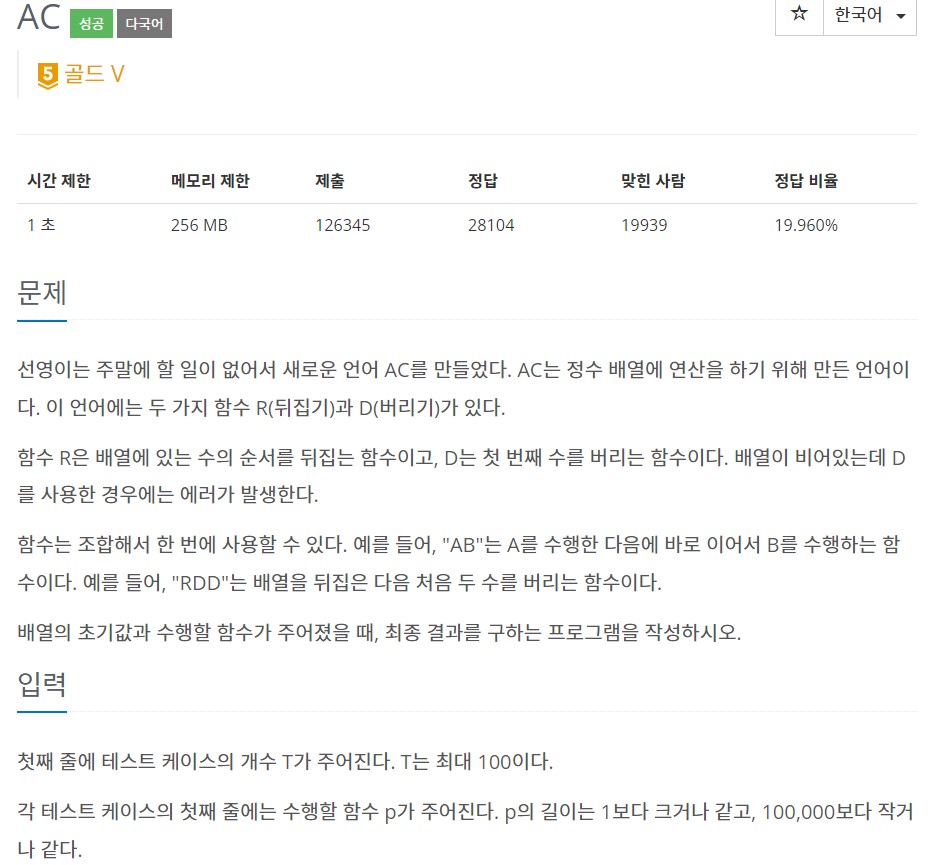 AC 성공 다국어 ☆ 한국어
5 골드 V
시간 제한 메모리 제한 제출 정답 맞힌 사람 정답 비율
1 초 256 MB 126345 28104 19939 19.960%
문제
선영이는 주말에 할 일이 없어서 새로운 언어 AC를 만들었다. AC는 정수 배열에 연산을 하기 위해 만든 언어이
다. 이 언어에는 두 가지 함수 R(뒤집기)과 D(버리기)가 있다.
함수 R은 배열에 있는 수의 순서를 뒤집는 함수이고, D는 첫 번째 수를 버리는 함수이다. 배열이 비어있는데 D
를 사용한 경우에는 에러가 발생한다.
함수는 조합해서 한 번에 사용할 수 있다. 예를 들어, "AB"는 A를 수행한 다음에 바로 이어서 B를 수행하는 함
수이다. 예를 들어, "RDD"는 배열을 뒤집은 다음 처음 두 수를 버리는 함수이다.
배열의 초기값과 수행할 함수가 주어졌을 때, 최종 결과를 구하는 프로그램을 작성하시오.
입력
첫째 줄에 테스트 케이스의 개수 T가 주어진다. T는 최대 100이다.
각 테스트 케이스의 첫째 줄에는 수행할 함수 p가 주어진다. p의 길이는 1보다 크거나 같고, 100,000보다 작거
나 같다.